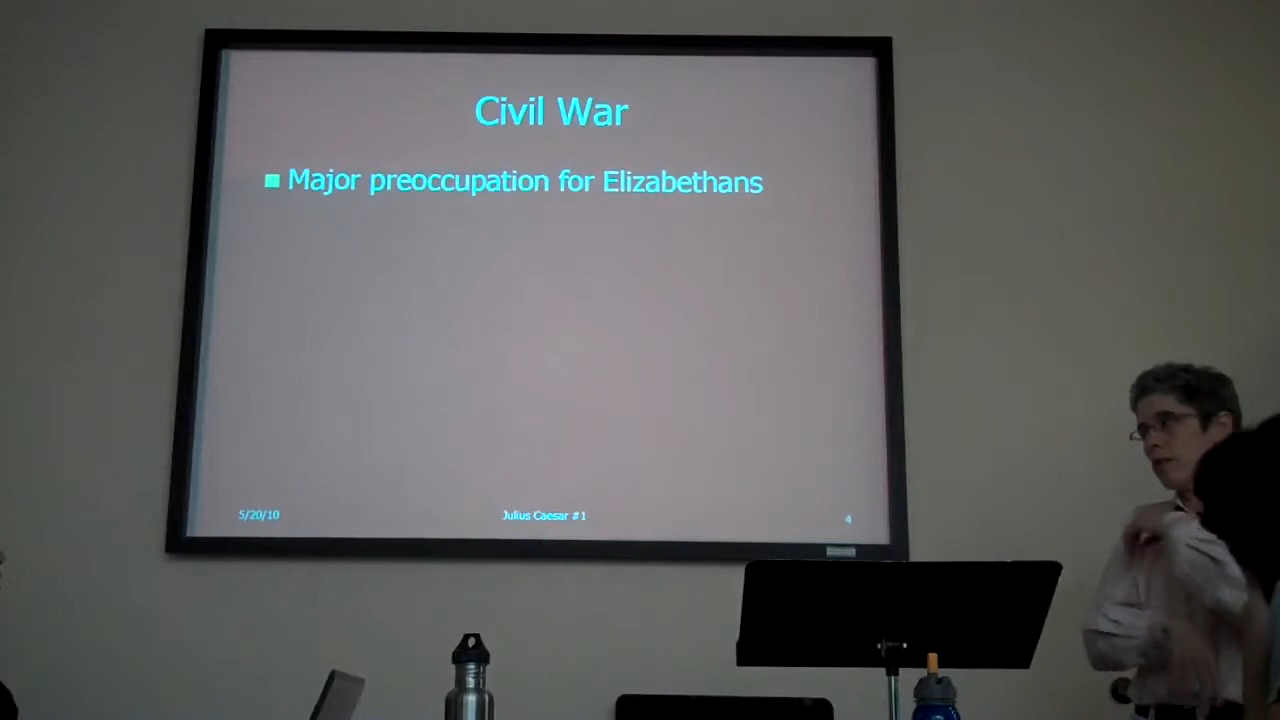 Civil War
Major preoccupation for Elizabethans
5/20/10
Julius Caesar #1
4